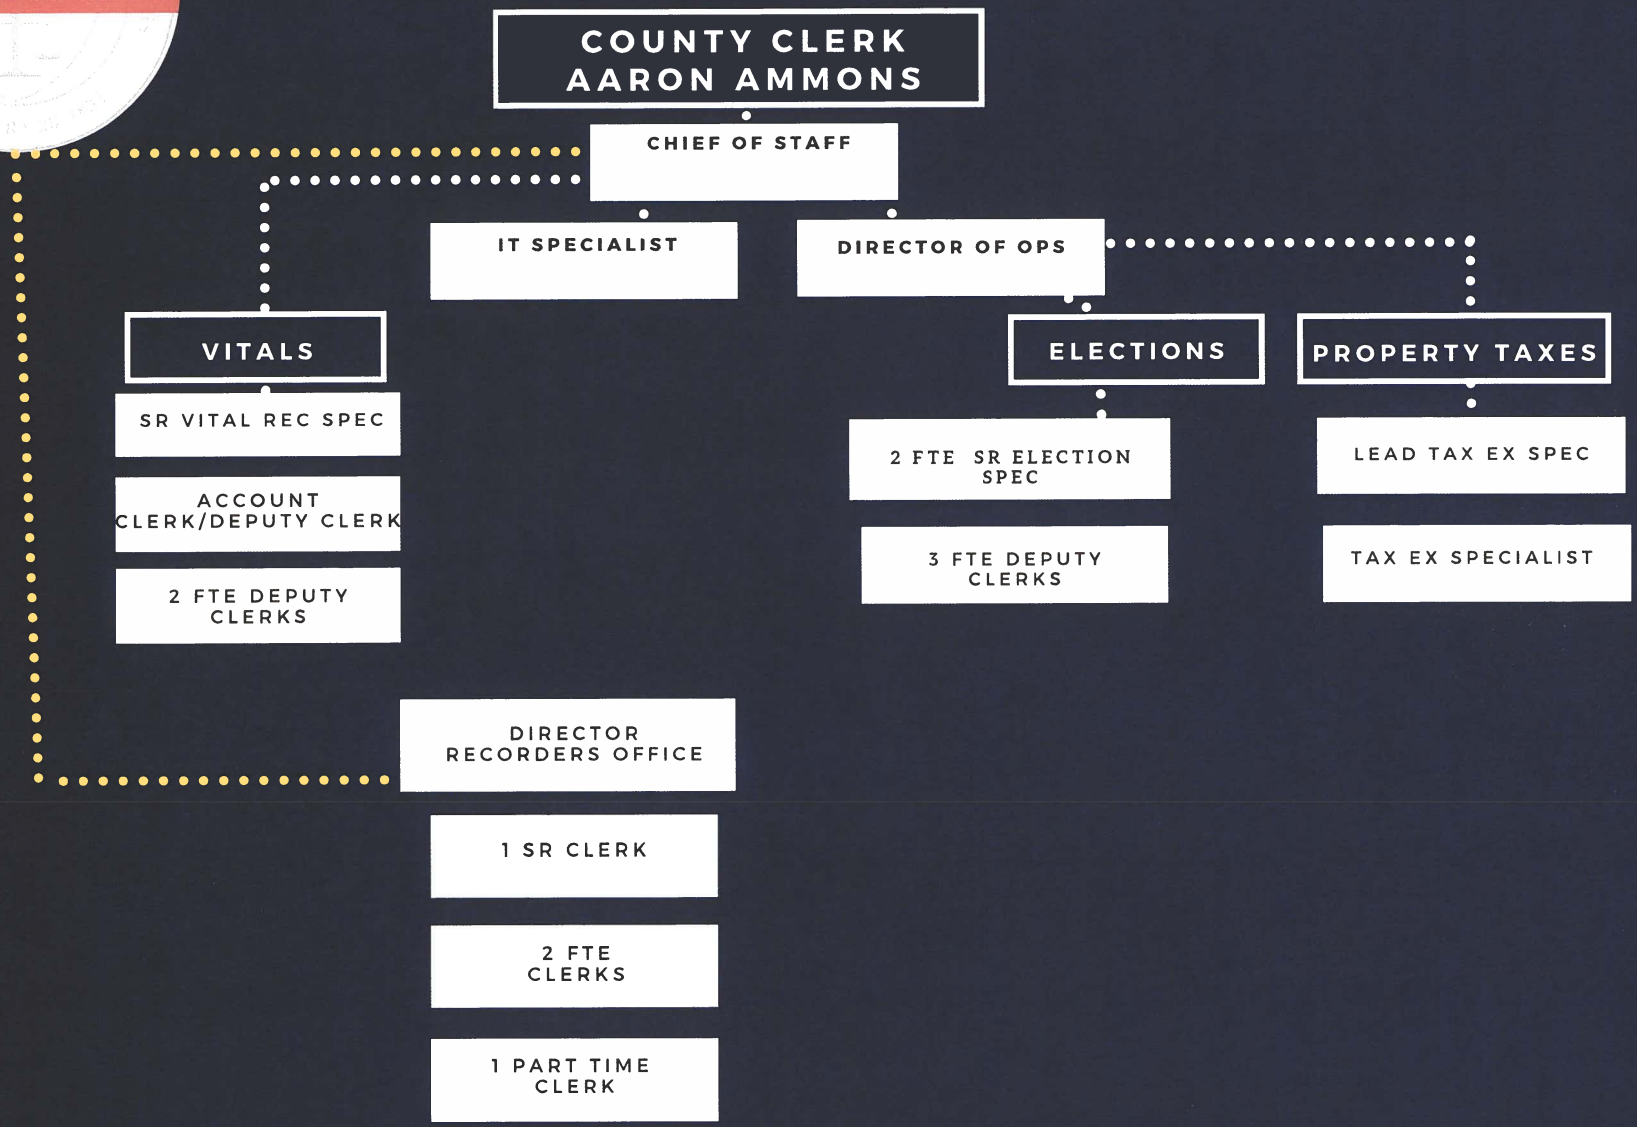 COUNTY CLERK
AARON AMMONS
CHIEF OF STAFF
IT SPECIALIST
DIRECTOR OF OPS
VITALS
SR VITAL REC SPEC
ACCOUNT
CLERK/DEPUTY CLERK
2 FTE DEPUTY
CLERKS
ELECTIONS
2 FTE SR ELECTION
SPEC
3 FTE DEPUTY
CLERKS
PROPERTY TAXES
LEAD TAX EX SPEC
TAX EX SPECIALIST
DIRECTOR
RECORDERS OFFICE
1 SR CLERK
2 FTE
CLERKS
1 PART TIME
CLERK